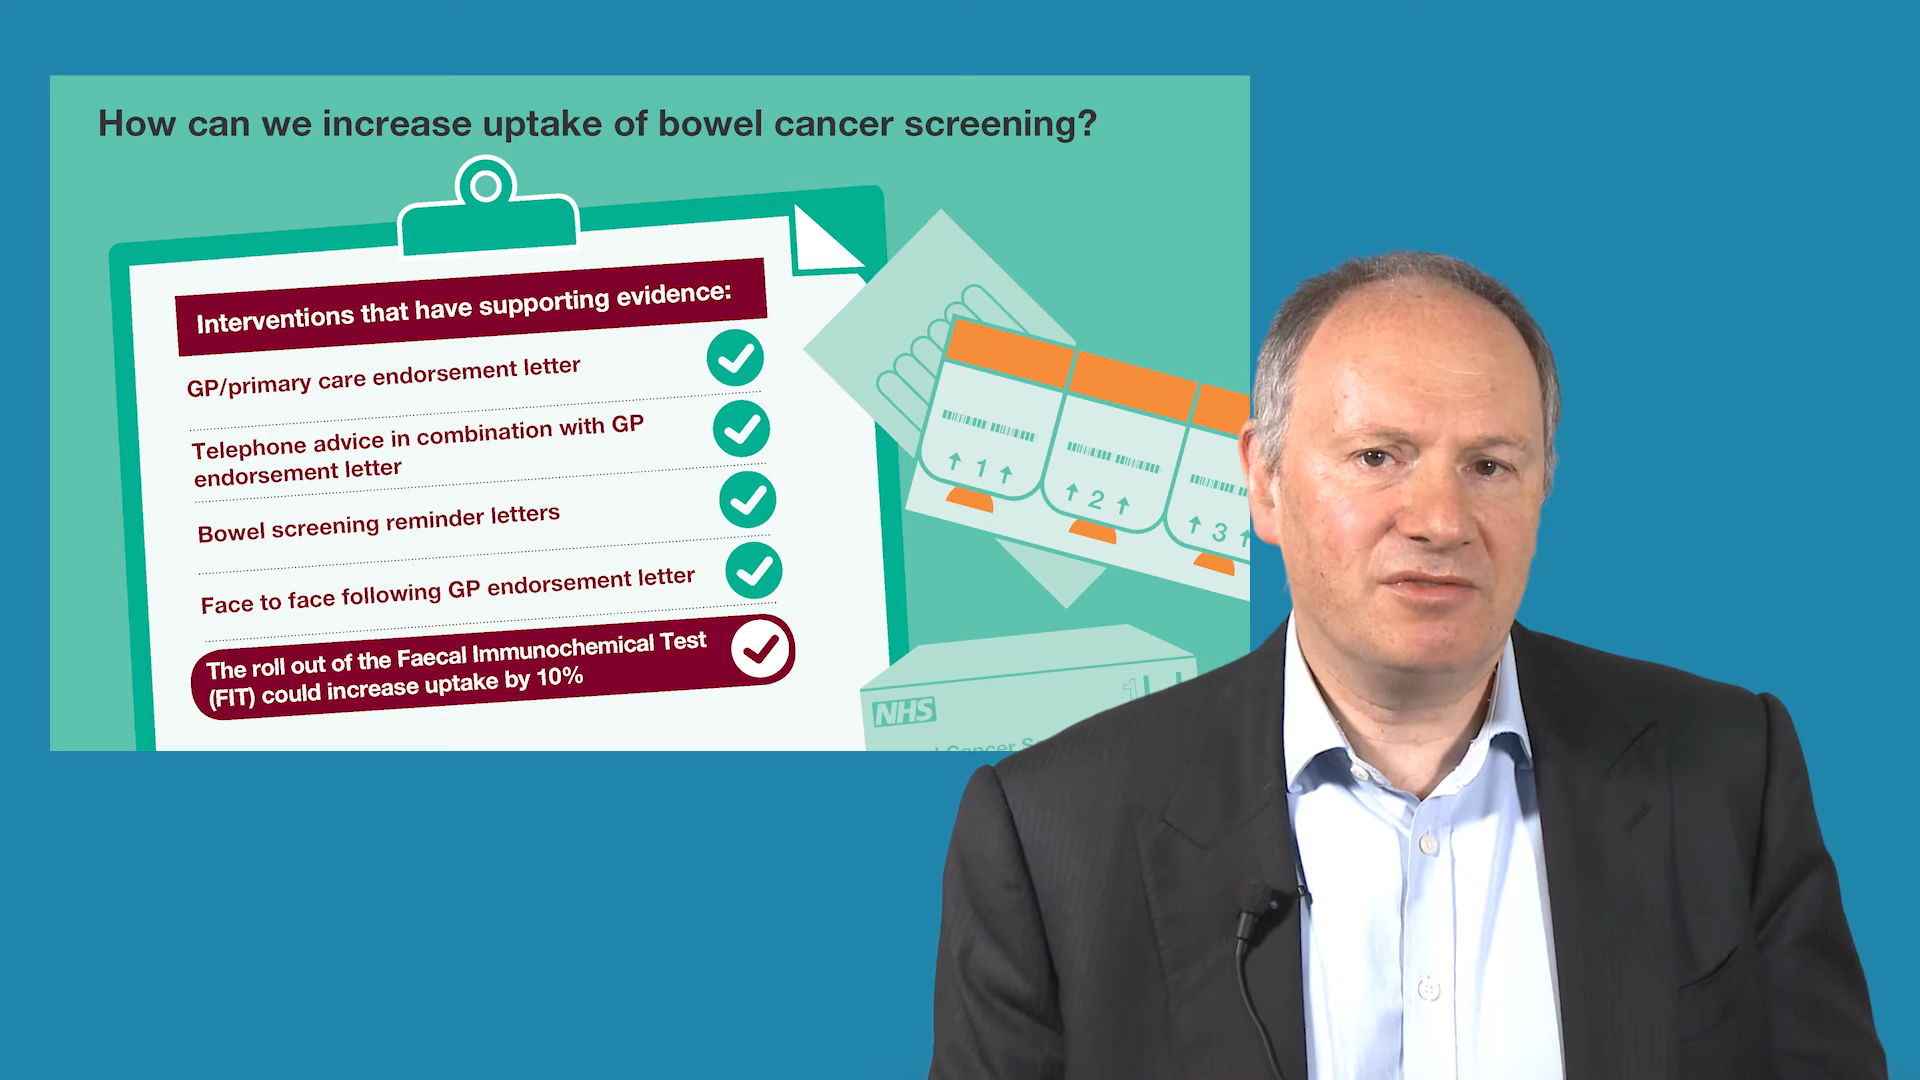 How can we increase uptake of bowel cancer screening?
Interventions that have supporting evidence:
GP/primary care endorsement letter
Telephone advice in combination with GP
endorsement letter
Bowel screening reminder letters
Face to face following GP endorsement letter
The roll out of the Faecal Immunochemical Test
(FIT) could increase uptake by 10%
↑ 1 ↑
↑ 2 ↑
↑ 3 ↑
NHS
Cancer